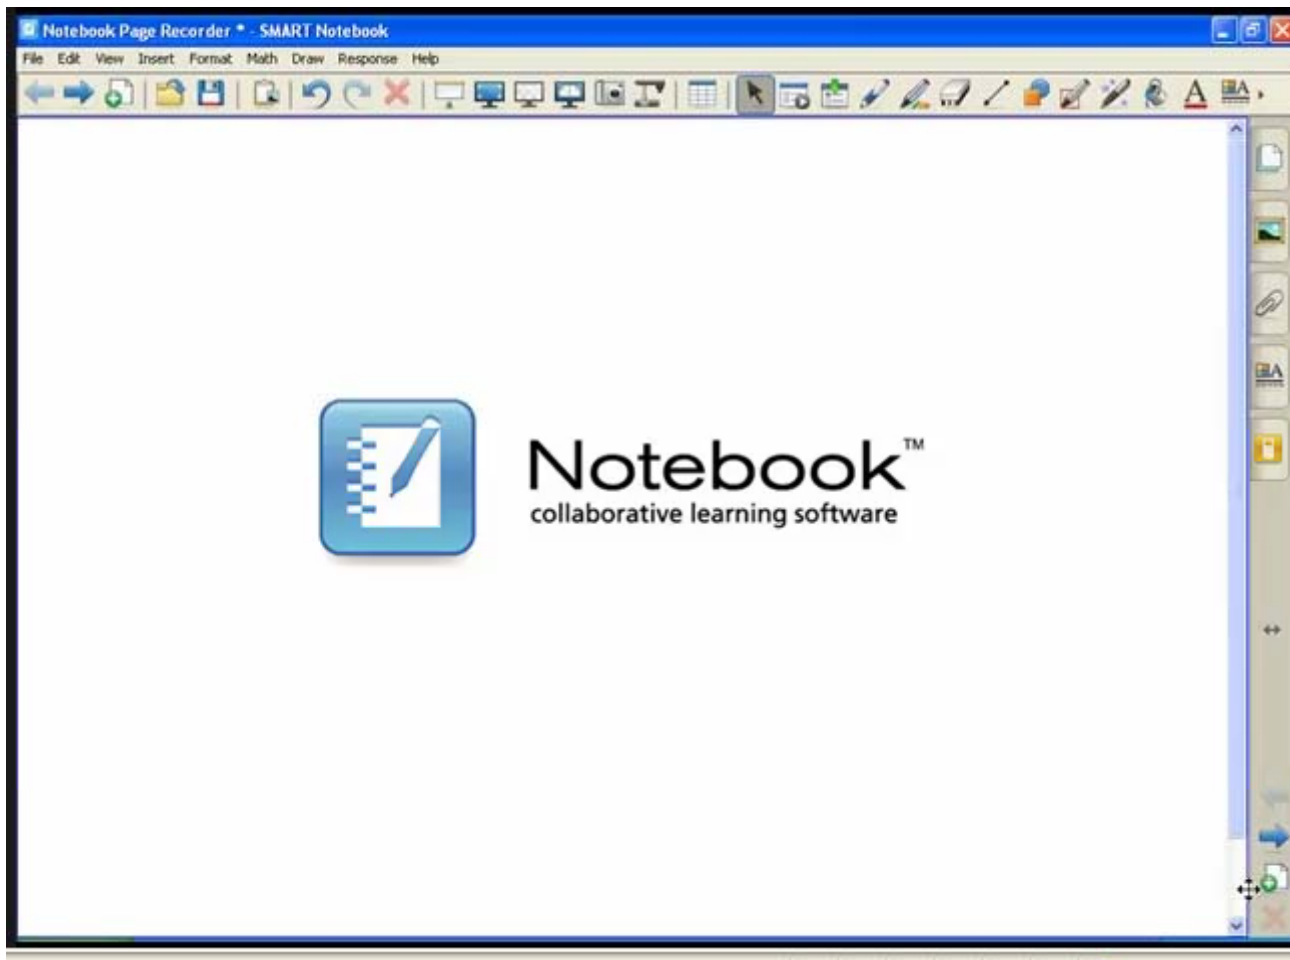 Notebook Page Recorder * - SMART Notebook
File Edit View Insert Format Math Draw Response Help
Notebook™
collaborative learning software